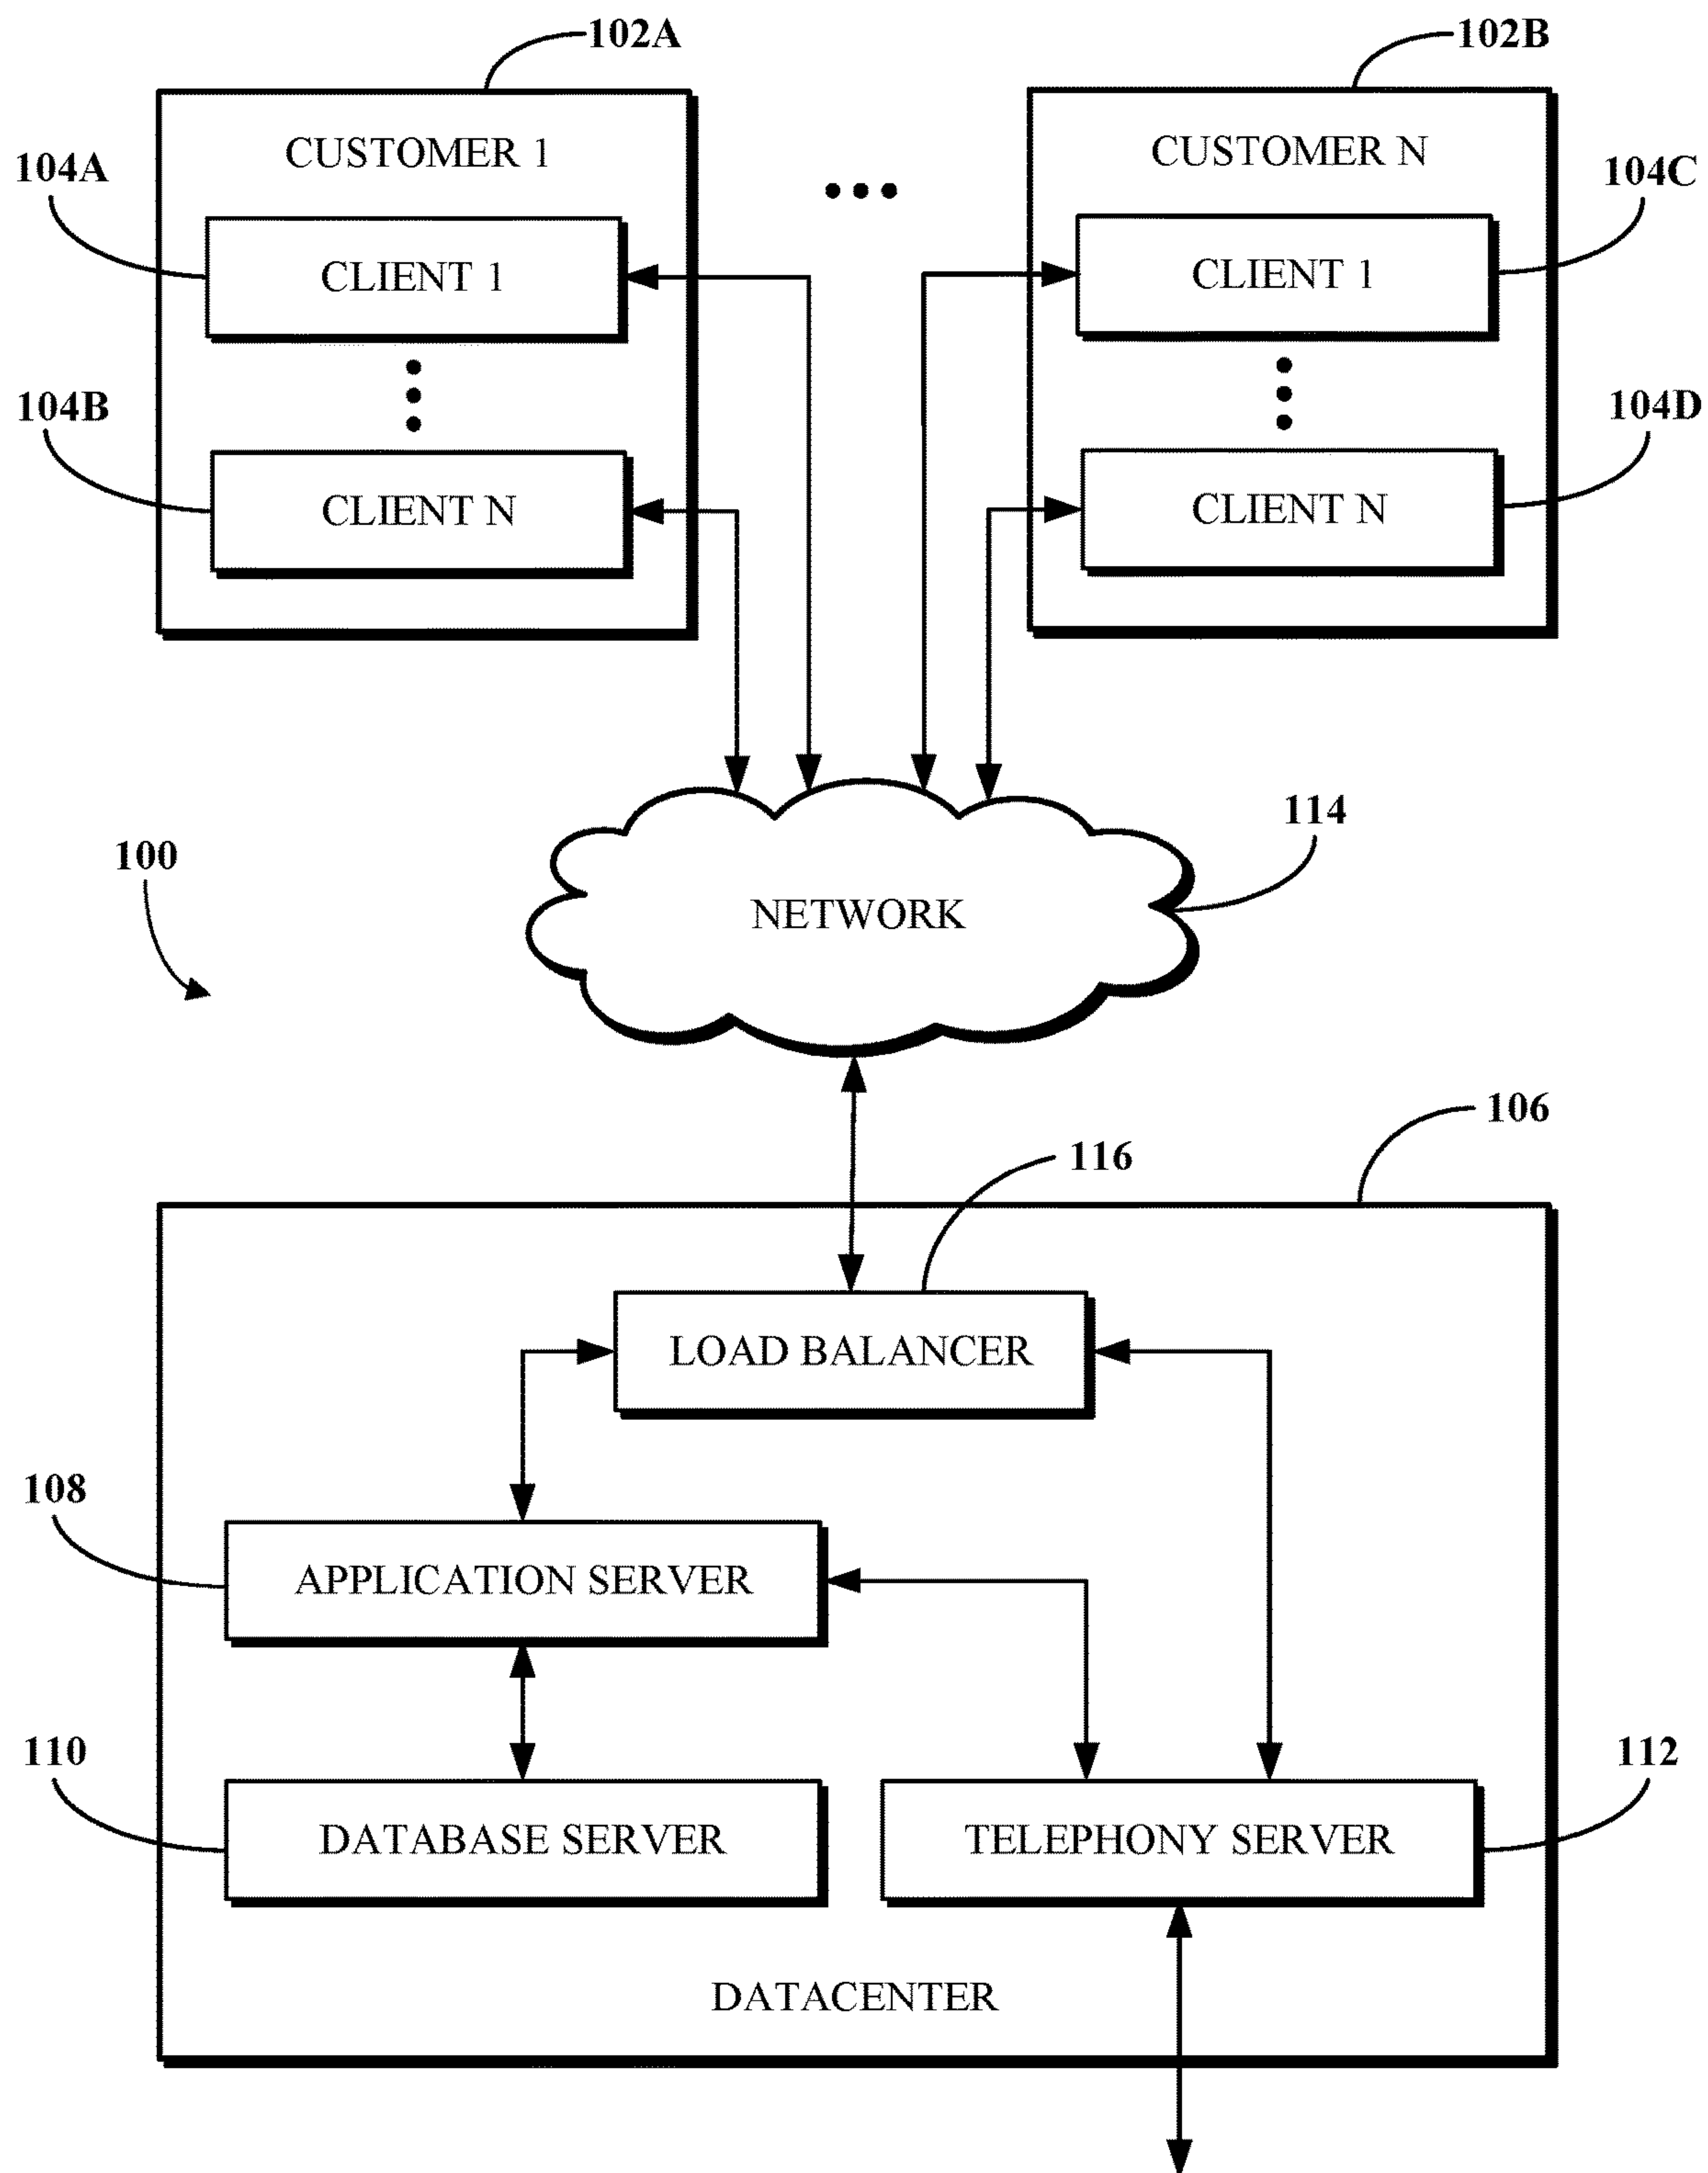 102A
102B
CUSTOMER 1
CUSTOMER N
104A
104C
CLIENT 1
CLIENT 1
104B
104D
CLIENT N
CLIENT N
114
100
NETWORK
106
116
LOAD BALANCER
108
APPLICATION SERVER
110
112
DATABASE SERVER
TELEPHONY SERVER
DATACENTER